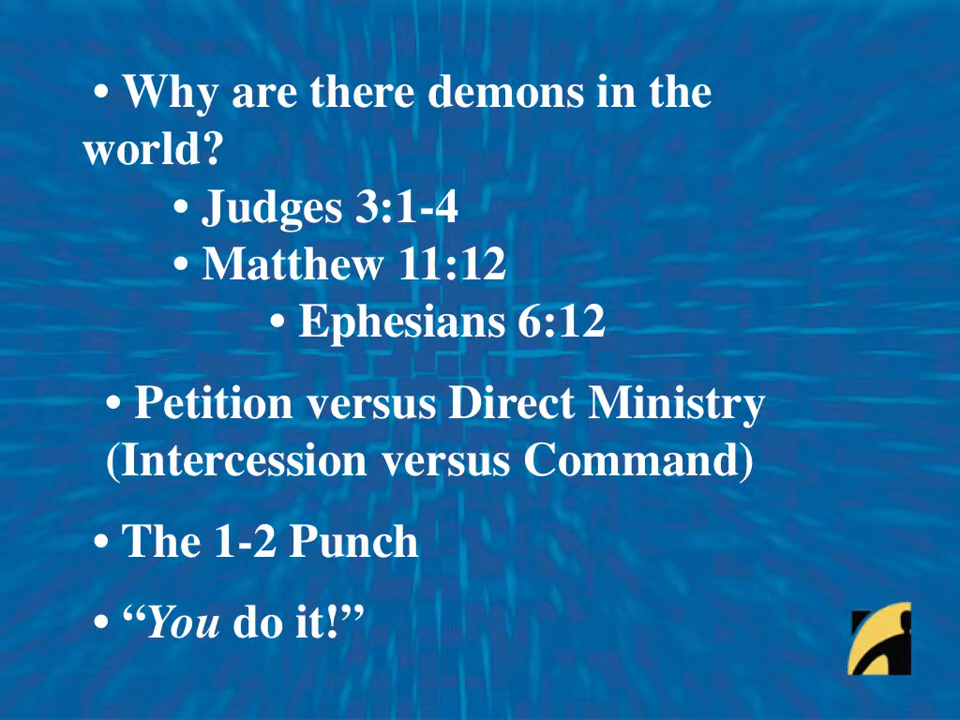 • Why are there demons in the
world?
• Judges 3:1-4
• Matthew 11:12
• Ephesians 6:12
• Petition versus Direct Ministry
(Intercession versus Command)
• The 1-2 Punch
• “You do it!”